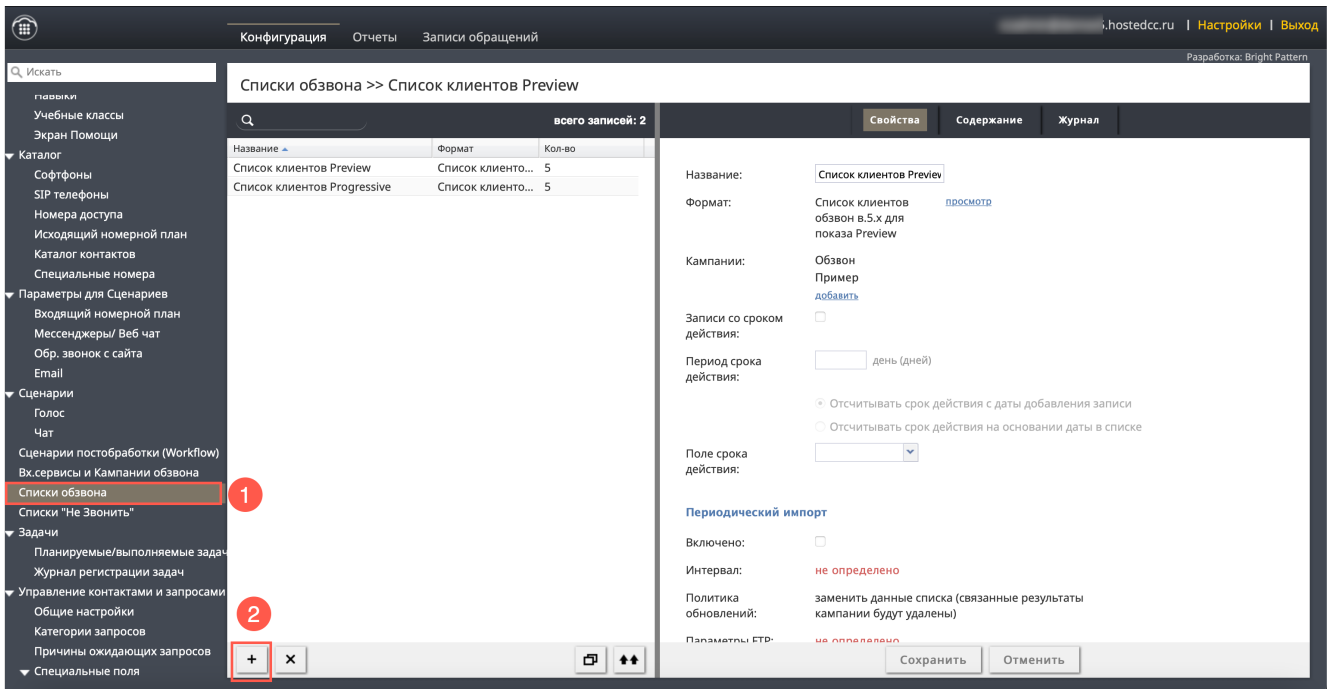 Конфигурация Отчеты Записи обращений
5.hostedcc.ru | Настройки | Выход
Разработка: Bright Pattern
Искать
Навыки
Учебные классы
Экран Помощи
Каталог
Софтфоны
SIP телефоны
Номера доступа
Исходящий номерной план
Каталог контактов
Специальные номера
Параметры для Сценариев
Входящий номерной план
Мессенджеры/ Веб чат
Обр. звонок с сайта
Email
Сценарии
Голос
Чат
Сценарии постобработки (Workflow)
Вх.сервисы и Кампании обзвона
Списки обзвона
1
Списки "Не Звонить"
Задачи
Планируемые/выполняемые задач
Журнал регистрации задач
Управление контактами и запросами
Общие настройки
Категории запросов
Причины ожидающих запросов
Специальные поля
Списки обзвона >> Список клиентов Preview
всего записей: 2
Название Формат Кол-во
Список клиентов Preview Список клиенто... 5
Список клиентов Progressive Список клиенто... 5
2
+ ×
Свойства Содержание Журнал
Название: Список клиентов Preview
Формат: Список клиентов просмотр
обзвон в.5.x для
показа Preview
Кампании: Обзвон
Пример
добавить
Записи со сроком
действия:
Период срока день (дней)
действия:
Отсчитывать срок действия с даты добавления записи
Отсчитывать срок действия на основании даты в списке
Поле срока
действия:
Периодический импорт
Включено:
Интервал: не определено
Политика заменить данные списка (связанные результаты
обновлений: кампании будут удалены)
Параметры FTP: не определено
Сохранить Отменить